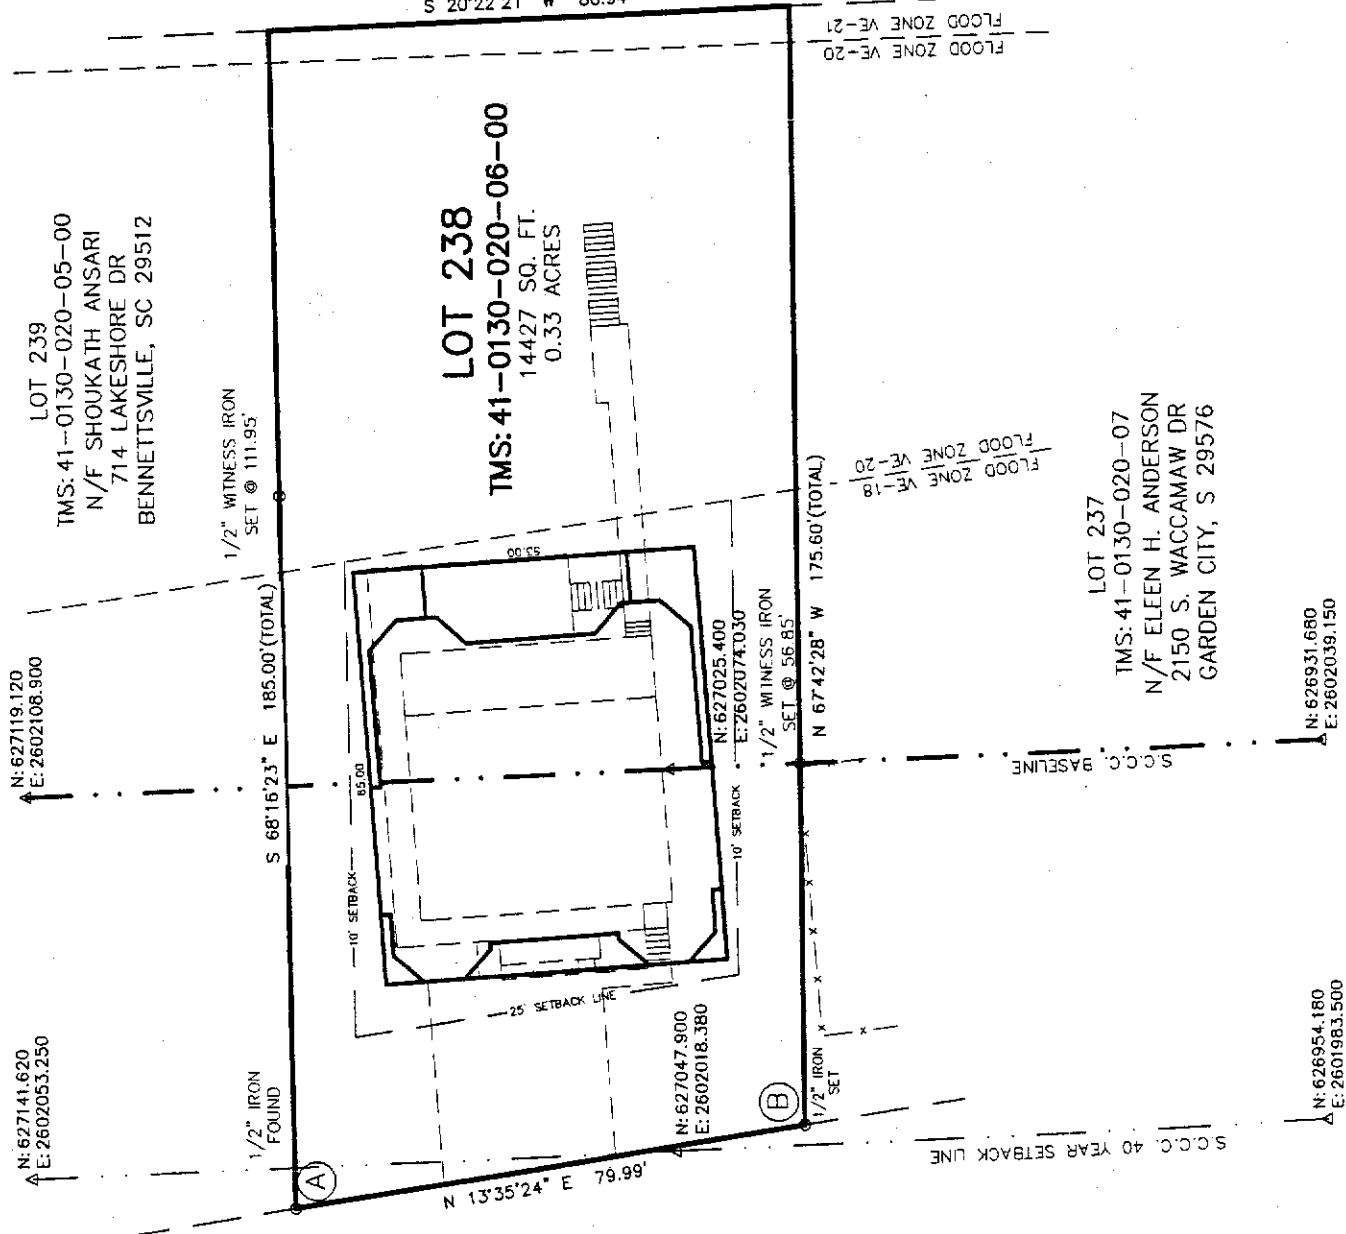 S 20°22'21" W
FLOOD ZONE VE-21
FLOOD ZONE VE-20
LOT 239
TMS: 41-0130-020-05-00
N/F SHOUKATH ANSARI
714 LAKESHORE DR
BENNETTSVILLE, SC 29512
1/2" WITNESS IRON
SET @ 111.95'
LOT 238
TMS: 41-0130-020-06-00
14427 SQ. FT.
0.33 ACRES
N: 627119.120
E: 2602108.900
S 68°16'23" E 185.00'(TOTAL)
FLOOD ZONE VE-20
FLOOD ZONE VE-18
53.00
85.00
N: 627025.400
E: 2602074.030
1/2" WITNESS IRON
SET @ 56.85'
N 67°42'28" W 175.60'(TOTAL)
LOT 237
TMS: 41-0130-020-07
N/F ELEEN H. ANDERSON
2150 S. WACCAMAW DR
GARDEN CITY, S 29576
N: 626931.680
E: 2602039.150
S.C.C.C. BASELINE
10' SETBACK
10' SETBACK
25' SETBACK LINE
N: 627141.620
E: 2602053.250
1/2" IRON
FOUND
A
N 13°35'24" E 79.99'
N: 627047.900
E: 2602018.380
B
1/2" IRON
SET
x
x
x
x
x
S.C.C.C. 40 YEAR SETBACK LINE
N: 626954.180
E: 2601983.500